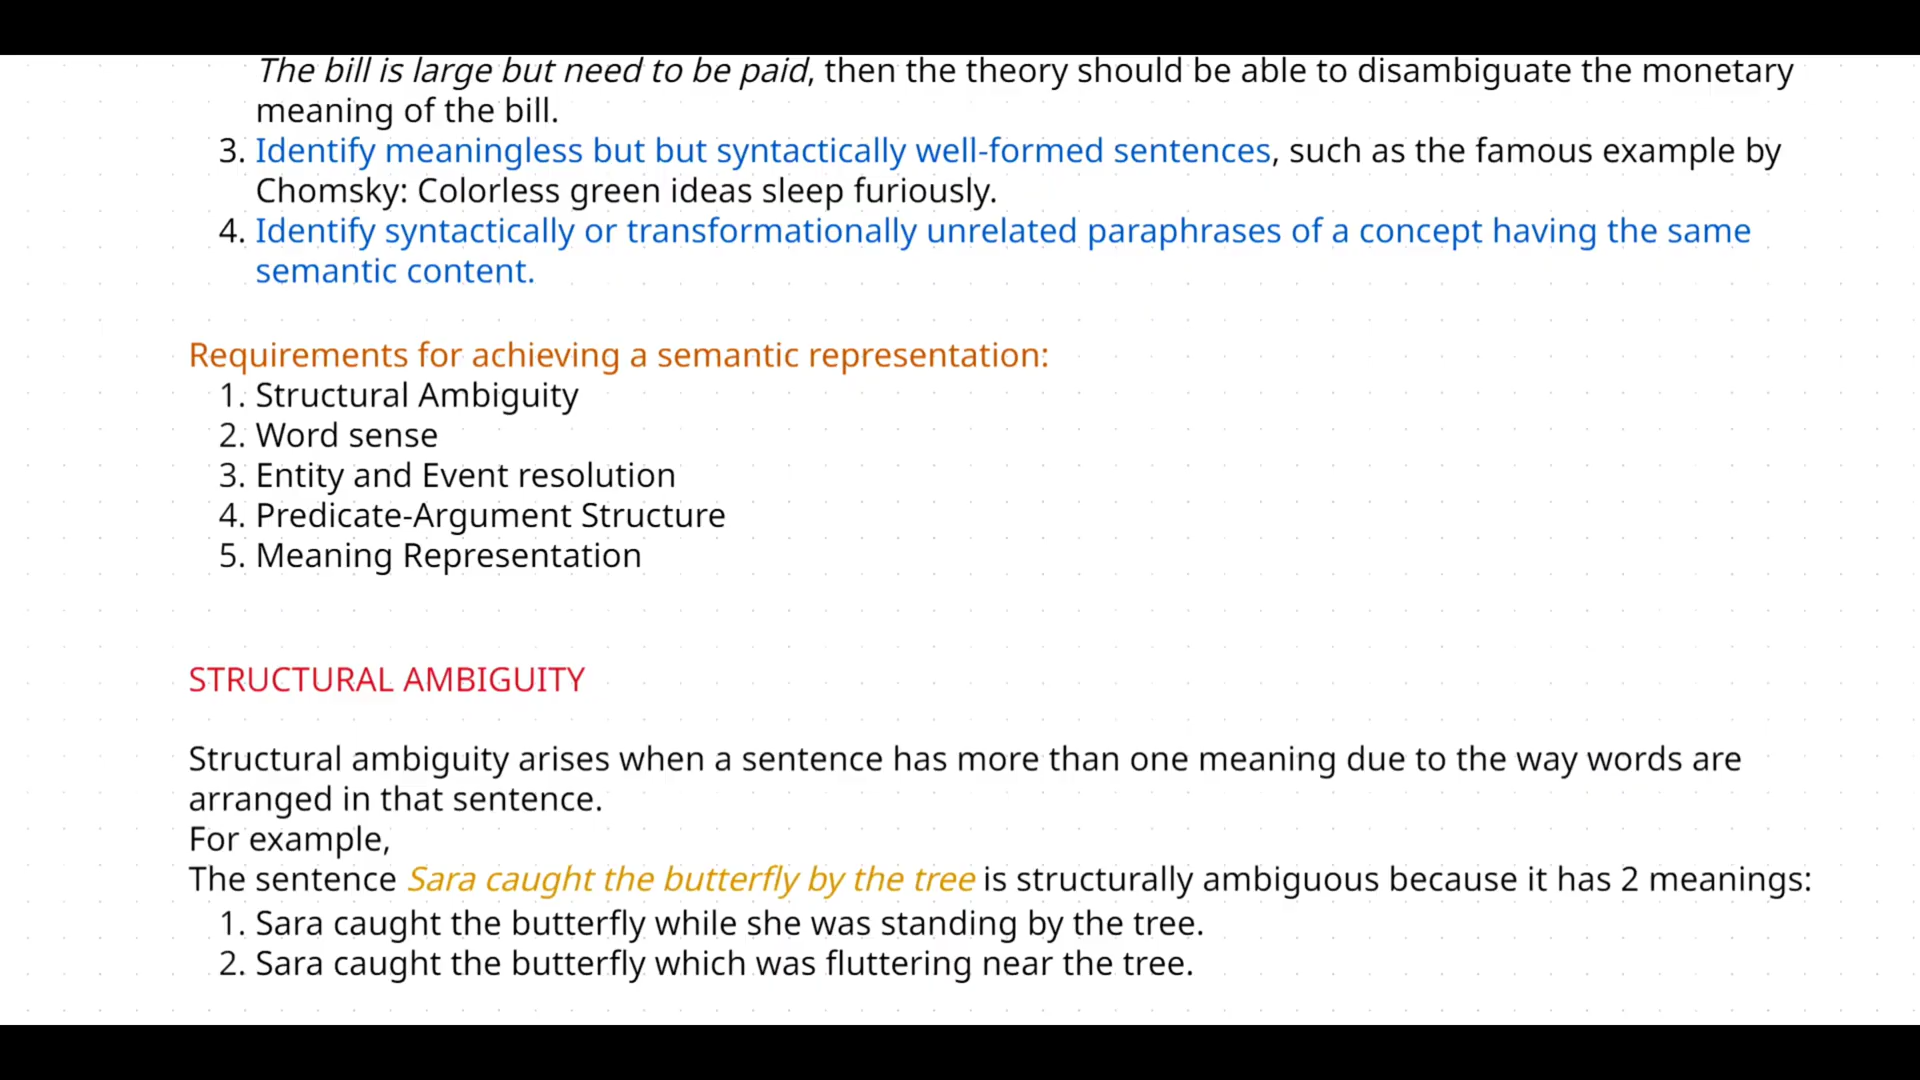 The bill is large but need to be paid, then the theory should be able to disambiguate the monetary
meaning of the bill.
3. Identify meaningless but but syntactically well-formed sentences, such as the famous example by
Chomsky: Colorless green ideas sleep furiously.
4. Identify syntactically or transformationally unrelated paraphrases of a concept having the same
semantic content.
Requirements for achieving a semantic representation:
1. Structural Ambiguity
2. Word sense
3. Entity and Event resolution
4. Predicate-Argument Structure
5. Meaning Representation
STRUCTURAL AMBIGUITY
Structural ambiguity arises when a sentence has more than one meaning due to the way words are
arranged in that sentence.
For example,
The sentence Sara caught the butterfly by the tree is structurally ambiguous because it has 2 meanings:
1. Sara caught the butterfly while she was standing by the tree.
2. Sara caught the butterfly which was fluttering near the tree.